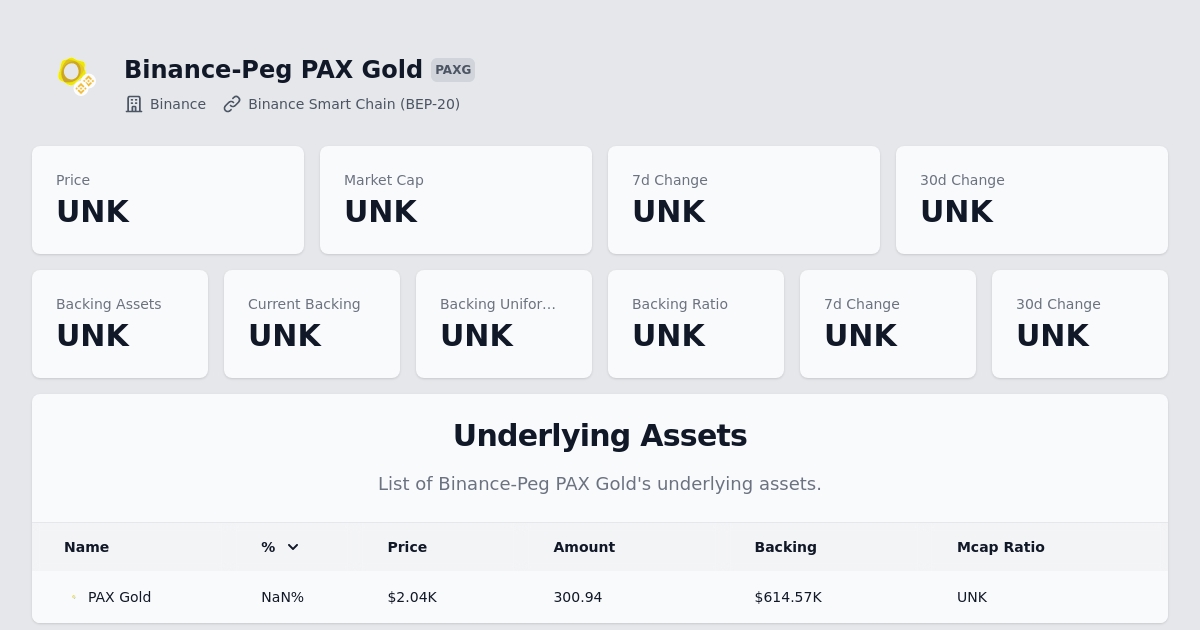 Binance-Peg PAX Gold PAXG
Binance Binance Smart Chain (BEP-20)
Price Market Cap 7d Change 30d Change
UNK UNK UNK UNK
Backing Assets Current Backing Backing Unifor... Backing Ratio 7d Change 30d Change
UNK UNK UNK UNK UNK UNK
Underlying Assets
List of Binance-Peg PAX Gold's underlying assets.
Name % Price Amount Backing Mcap Ratio
PAX Gold NaN% $2.04K 300.94 $614.57K UNK